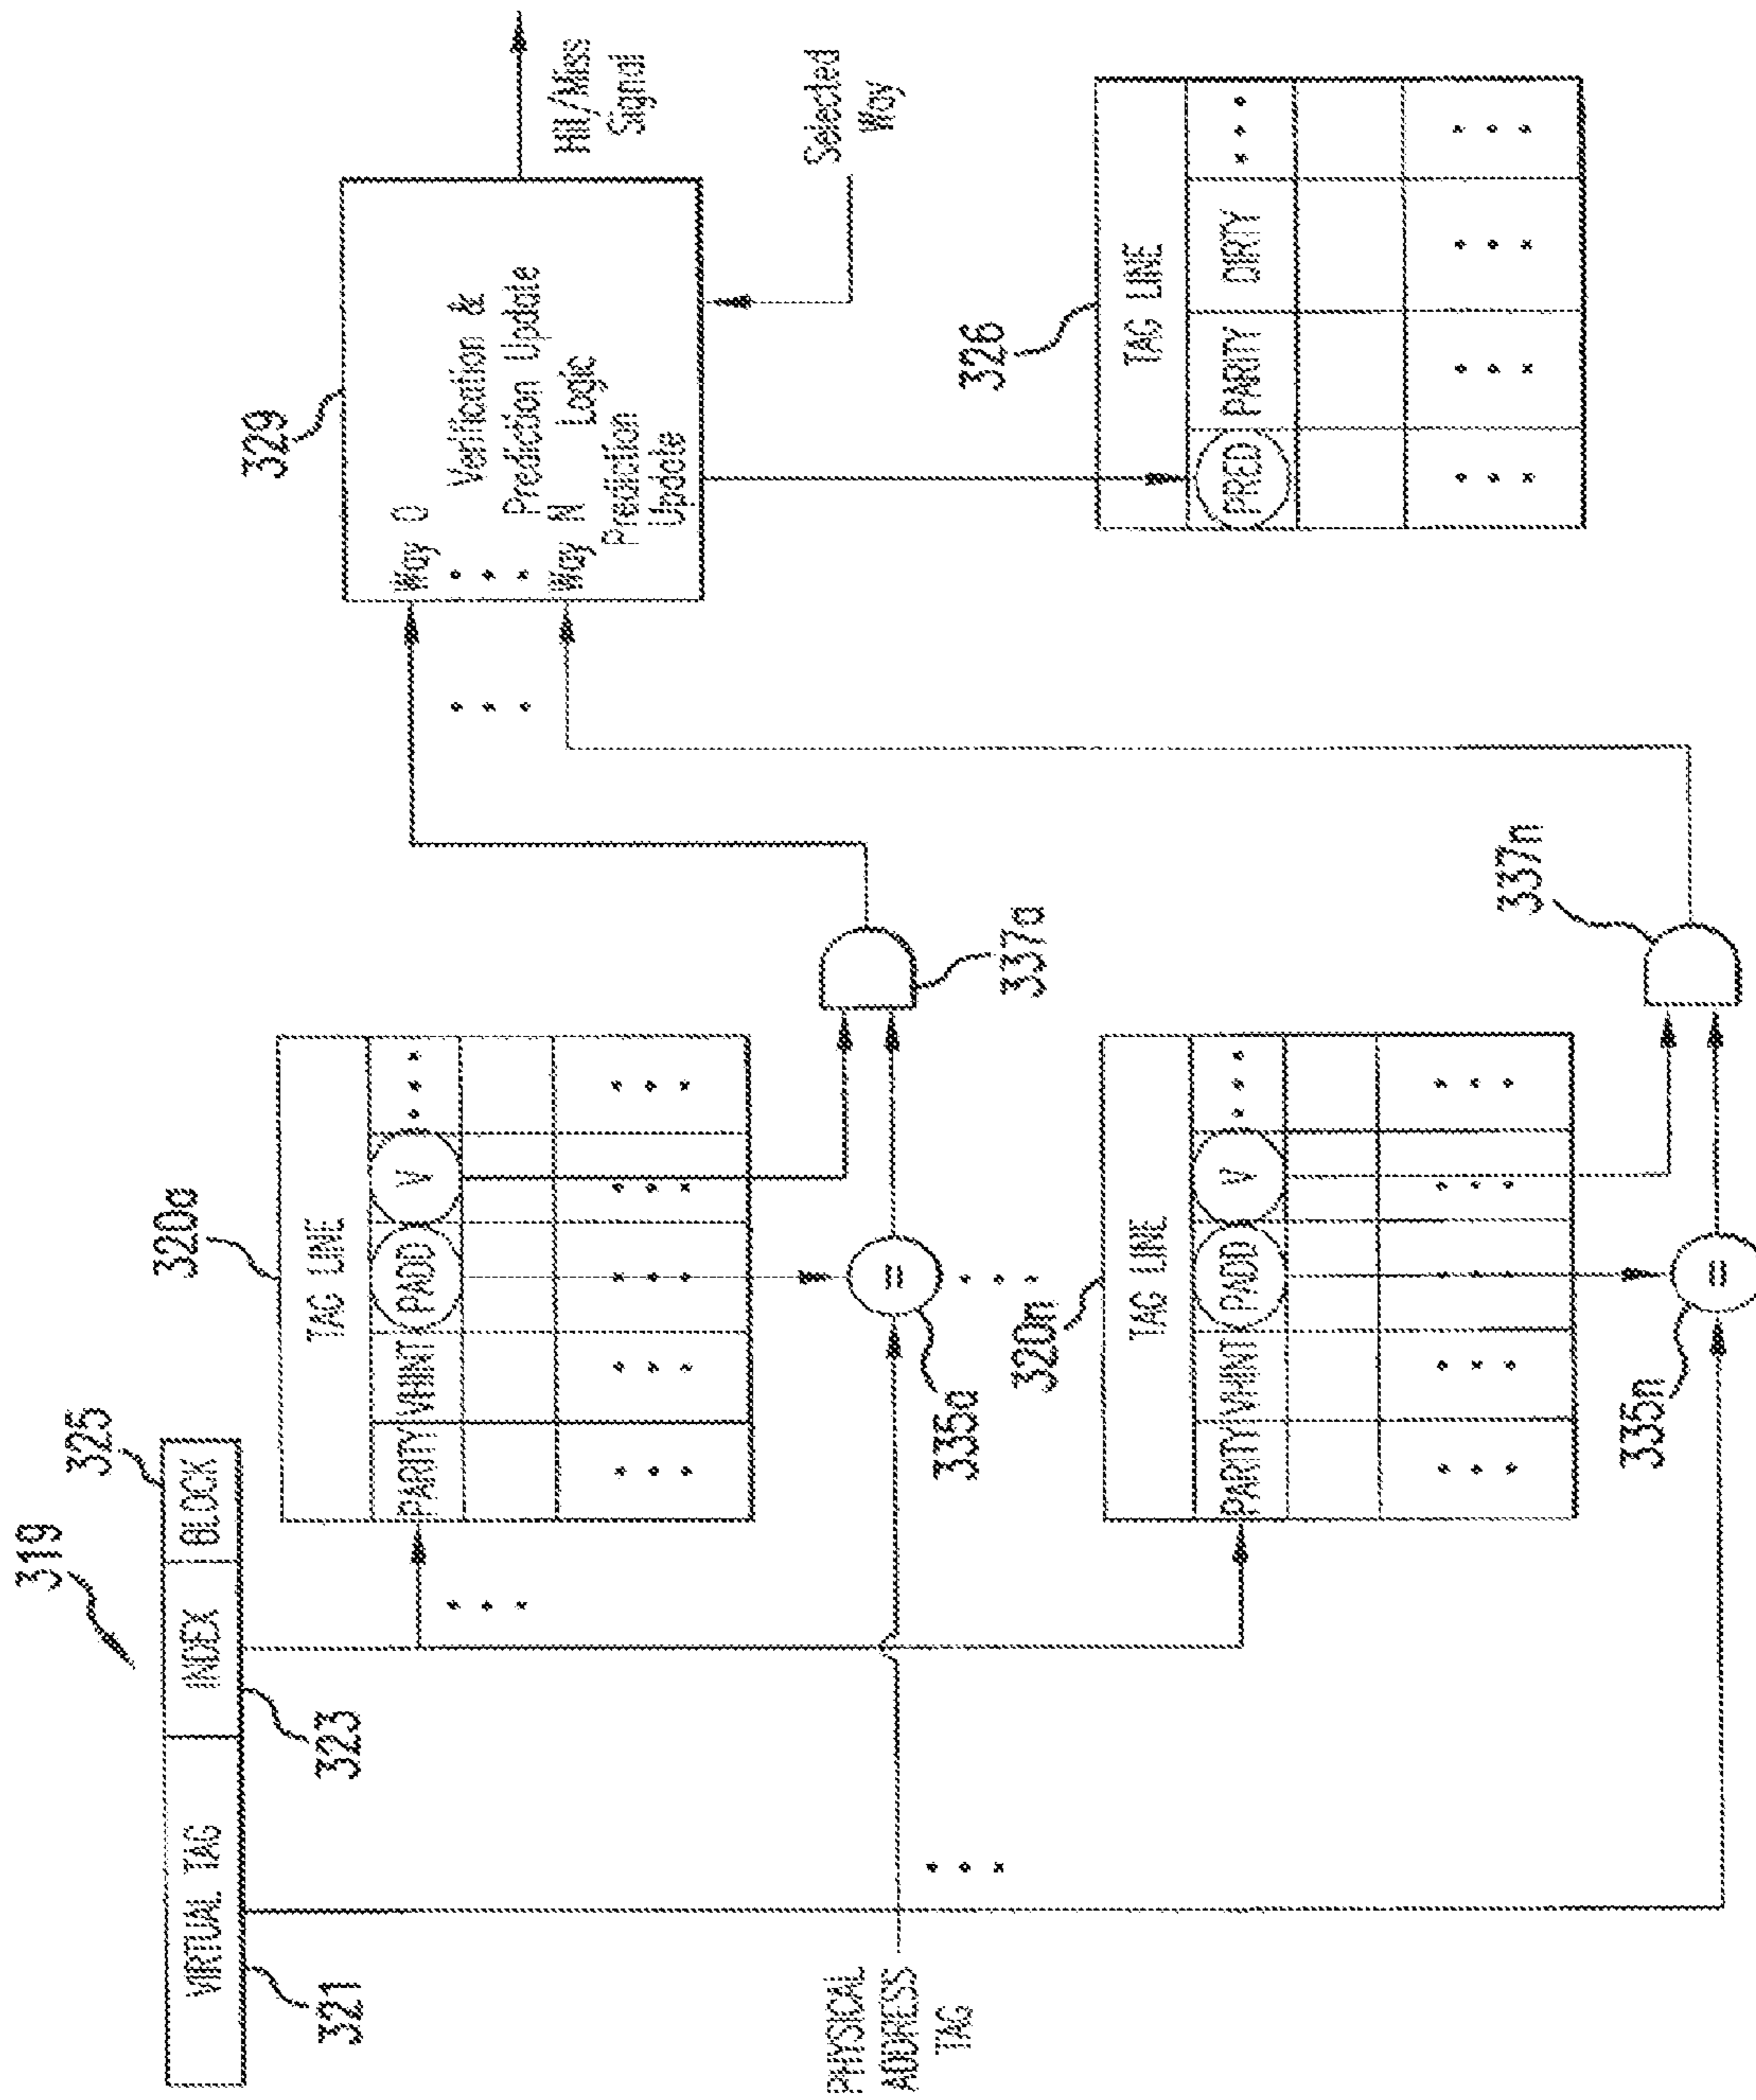 319
VIRTUAL TAG
INDEX
BLOCK
321
323
325
PHYSICAL
ADDRESS
TAG
320a
TAG LINE
PARITY VHINT PADD V
335a
=
337a
320n
TAG LINE
PARITY VHINT PADD V
335n
=
337n
329
Way 0
Verification &
Prediction Update
Way N Logic
Prediction
Update
Hit/Miss
Signal
Selected
Way
326
TAG LINE
PRED PARITY DIRTY